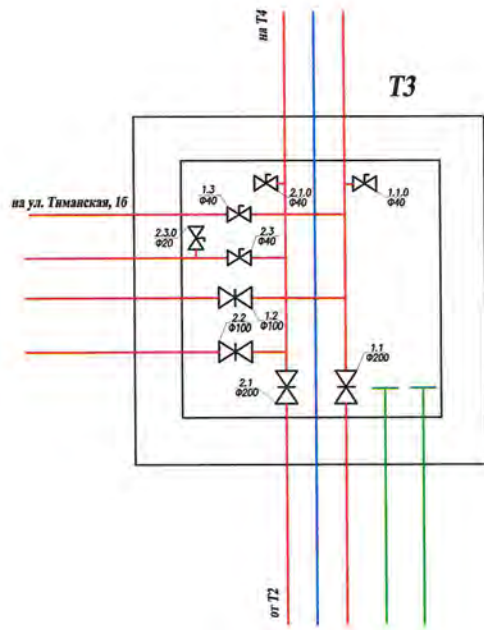 на Т4
Т3
1.3
Ф40
2.1.0
Ф40
1.1.0
Ф40
на ул. Тиманская, 16
2.3.0
Ф20
2.3
Ф40
2.2
Ф100
1.2
Ф100
1.1
Ф200
2.1
Ф200
от Т2